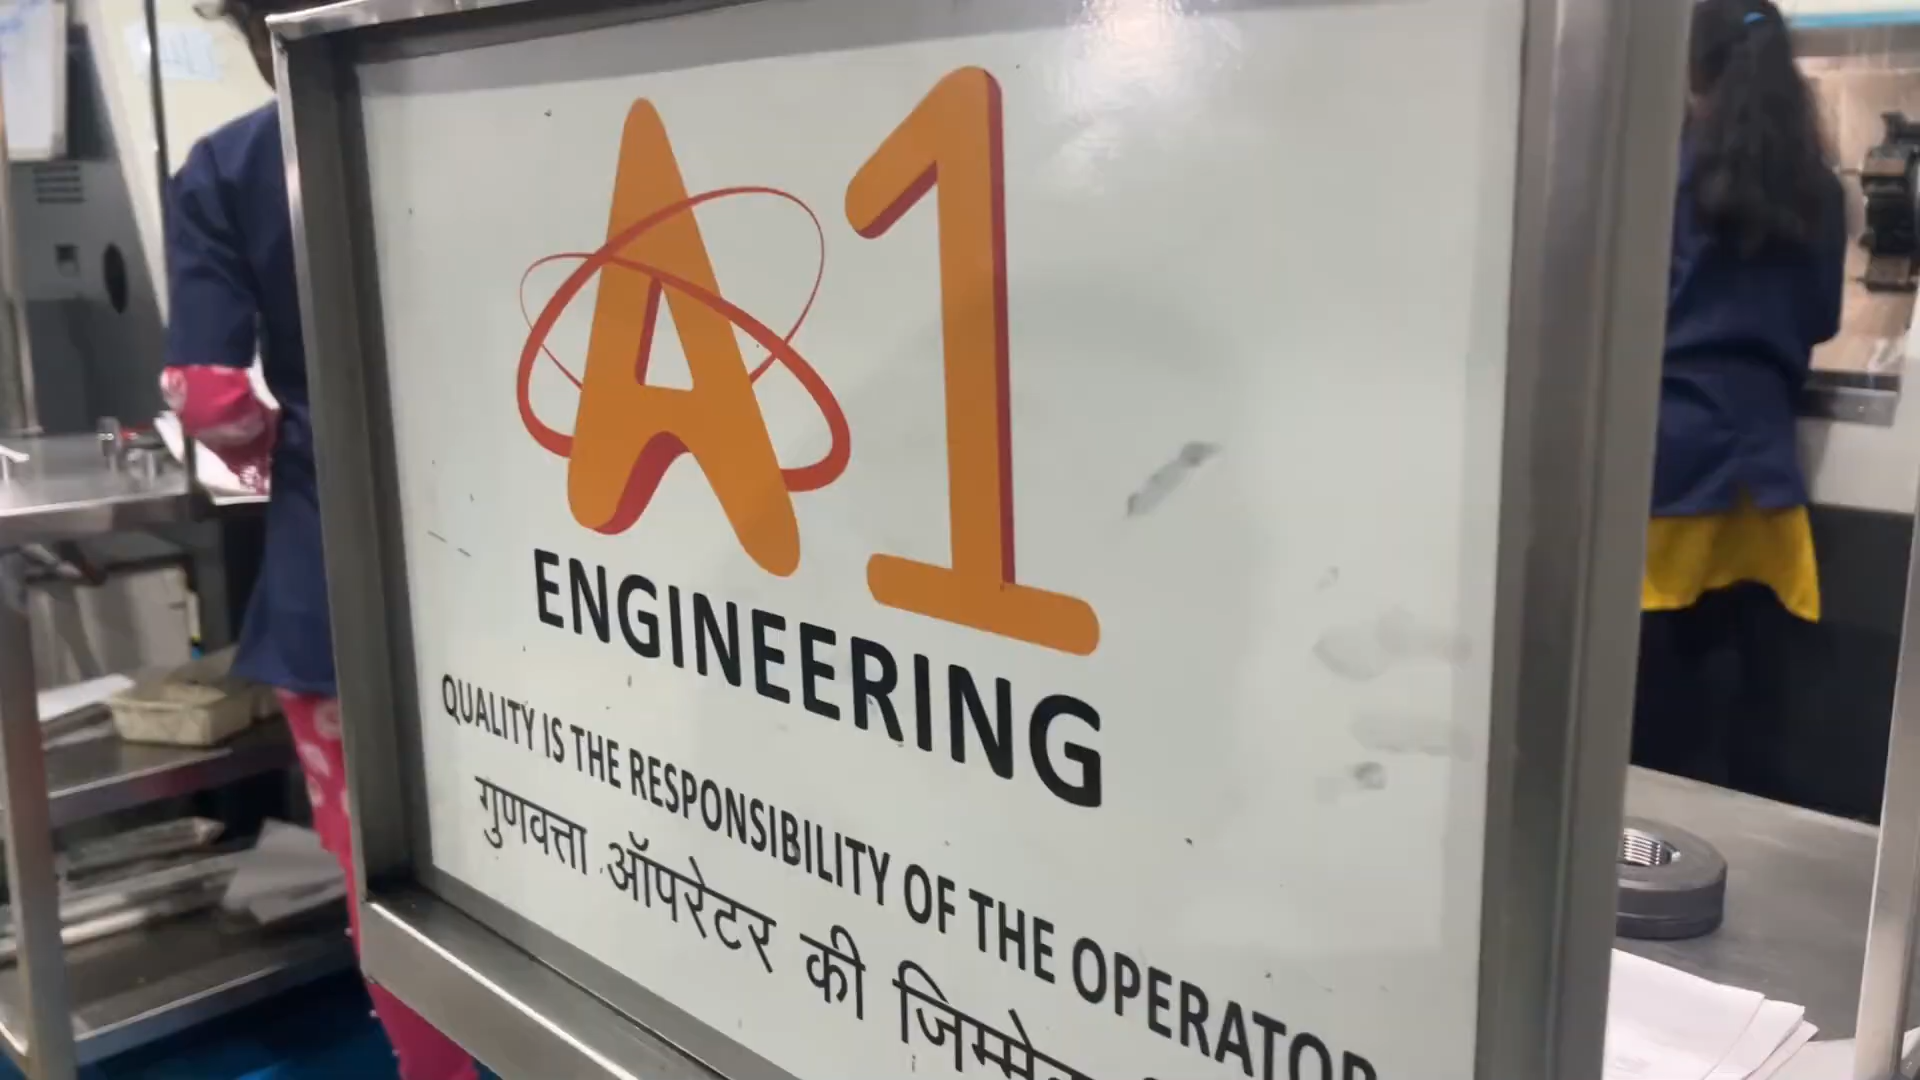 A1
ENGINEERING
QUALITY IS THE RESPONSIBILITY OF THE OPERATOR
गुणवत्ता ऑपरेटर की